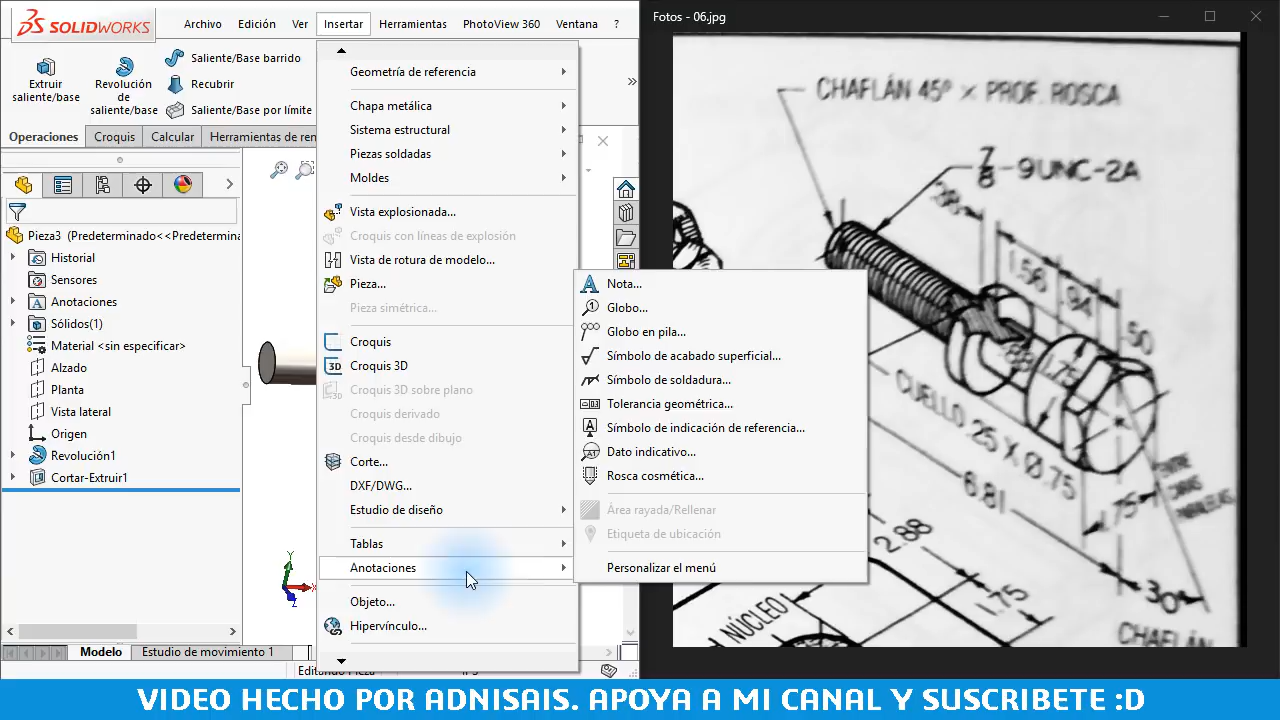 SOLIDWORKS
Archivo
Edición
Ver
Insertar
Herramientas
PhotoView 360
Ventana
?
Extruir
saliente/base
Revolución
de
saliente/base
Saliente/Base barrido
Recubrir
Saliente/Base por límite
Operaciones
Croquis
Calcular
Herramientas de ren
Pieza3 (Predeterminado<<Predetermina
Historial
Sensores
Anotaciones
Sólidos(1)
Material <sin especificar>
Alzado
Planta
Vista lateral
Origen
Revolución1
Cortar-Extruir1
Y
X
Z
Modelo
Estudio de movimiento 1
Editando Pieza
Geometría de referencia
Chapa metálica
Sistema estructural
Piezas soldadas
Moldes
Vista explosionada...
Croquis con líneas de explosión
Vista de rotura de modelo...
Pieza...
Pieza simétrica...
Croquis
3D Croquis 3D
Croquis 3D sobre plano
Croquis derivado
Croquis desde dibujo
Corte...
DXF/DWG...
Estudio de diseño
Tablas
Anotaciones
Objeto...
Hipervínculo...
Nota...
Globo...
Globo en pila...
Símbolo de acabado superficial...
Símbolo de soldadura...
Tolerancia geométrica...
Símbolo de indicación de referencia...
Dato indicativo...
Rosca cosmética...
Área rayada/Rellenar
Etiqueta de ubicación
Personalizar el menú
Fotos - 06.jpg
CHAFLÁN 45° × PROF. ROSCA
7/8 - 9UNC-2A
.38
1.56
.94
.50
.88
1.75
CUELLO .25 X Ø.75
6.81
ENTRE
CARAS
PARALELAS
1.75
2.88
1.75
30°
NÚCLEO
CHAFLÁN
VIDEO HECHO POR ADNISAIS. APOYA A MI CANAL Y SUSCRIBETE :D